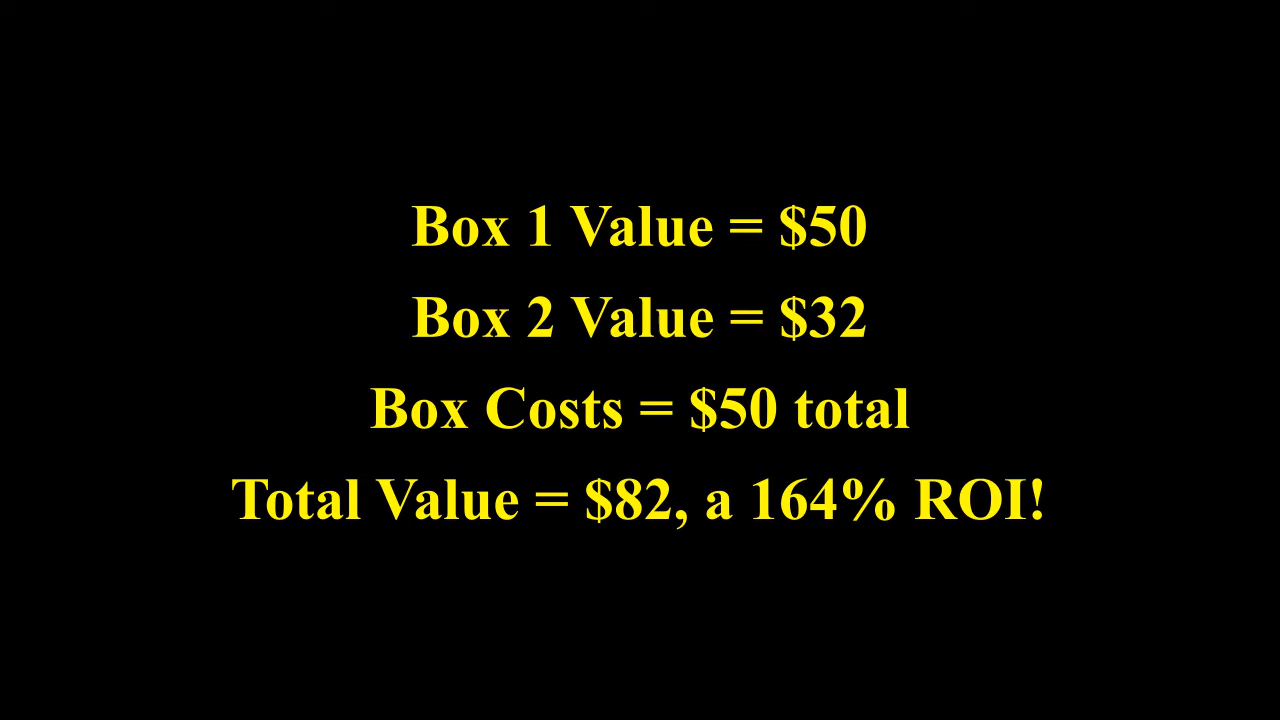 Box 1 Value = $50
Box 2 Value = $32
Box Costs = $50 total
Total Value = $82, a 164% ROI!